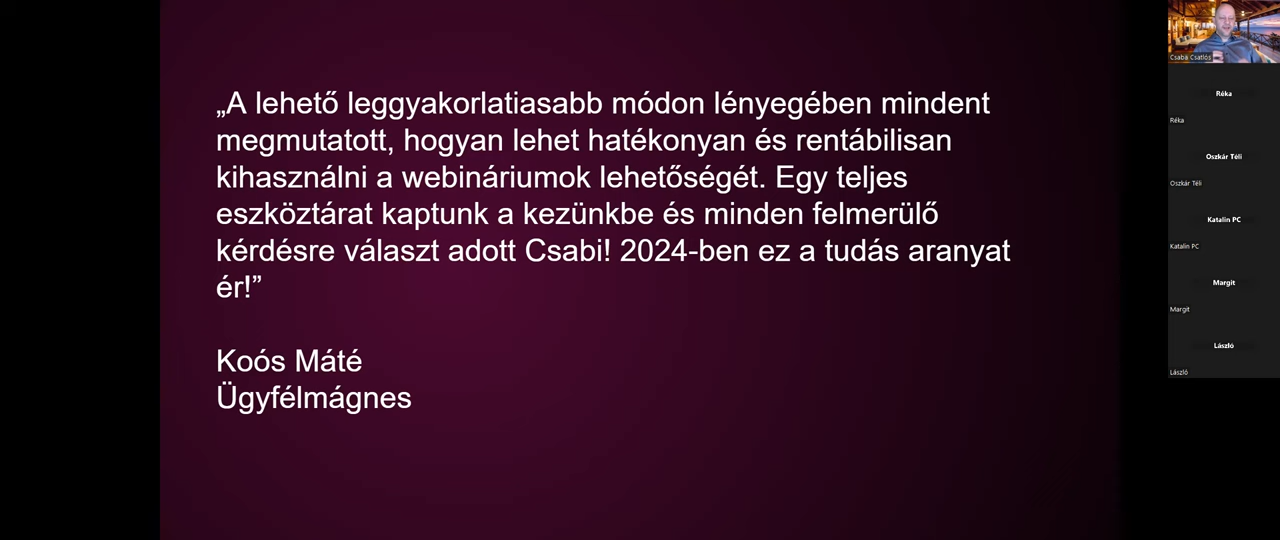 „A lehető leggyakorlatiasabb módon lényegében mindent
megmutatott, hogyan lehet hatékonyan és rentábilisan
kihasználni a webináriumok lehetőségét. Egy teljes
eszköztárat kaptunk a kezünkbe és minden felmerülő
kérdésre választ adott Csabi! 2024-ben ez a tudás aranyat
ér!”
Koós Máté
Ügyfélmágnes
Csaba Csatlós
Réka
Réka
Oszkár Téli
Oszkár Téli
Katalin PC
Katalin PC
Margit
Margit
László
László